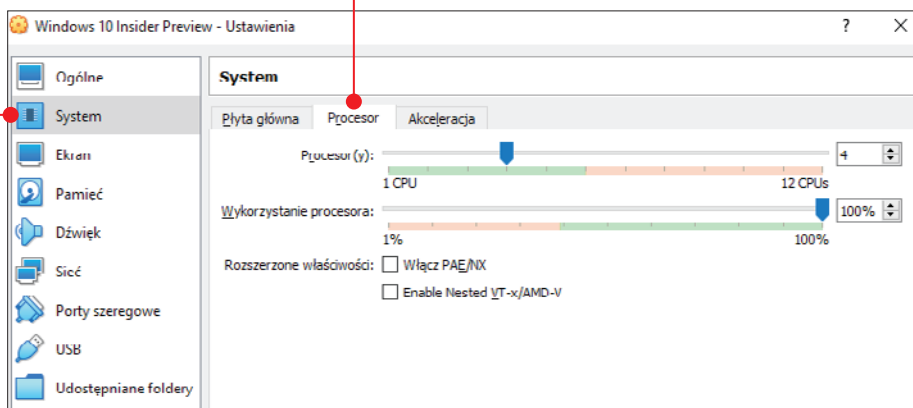 Windows 10 Insider Preview - Ustawienia
? X
Ogólne
System
Ekran
Pamięć
Dźwięk
Sieć
Porty szeregowe
USB
Udostępniane foldery
System
Płyta główna Procesor Akceleracja
Procesor(y): 4
1 CPU 12 CPUs
Wykorzystanie procesora: 100%
1% 100%
Rozszerzone właściwości: Włącz PAE/NX
Enable Nested VT-x/AMD-V